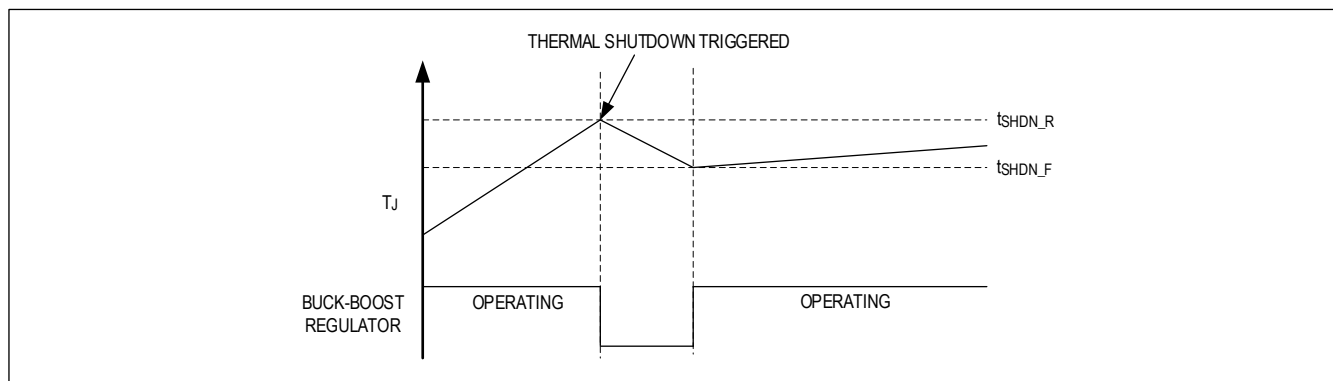 THERMAL SHUTDOWN TRIGGERED
tSHDN_R
tSHDN_F
TJ
BUCK-BOOST
REGULATOR
OPERATING
OPERATING